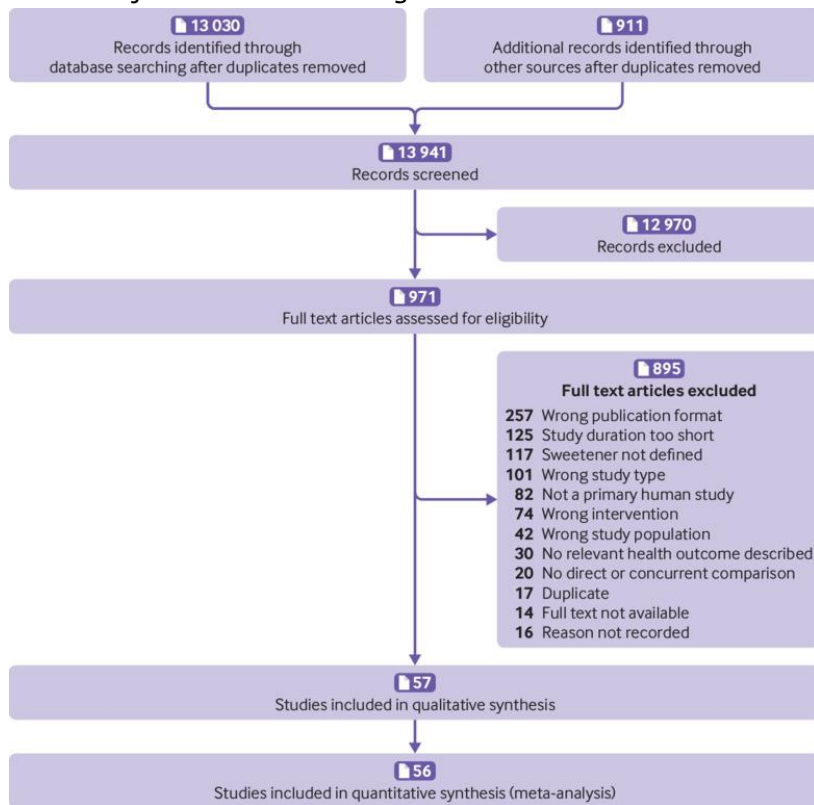 13 030
Records identified through
database searching after duplicates removed
911
Additional records identified through
other sources after duplicates removed
13 941
Records screened
12 970
Records excluded
971
Full text articles assessed for eligibility
895
Full text articles excluded
257 Wrong publication format
125 Study duration too short
117 Sweetener not defined
101 Wrong study type
82 Not a primary human study
74 Wrong intervention
42 Wrong study population
30 No relevant health outcome described
20 No direct or concurrent comparison
17 Duplicate
14 Full text not available
16 Reason not recorded
57
Studies included in qualitative synthesis
56
Studies included in quantitative synthesis (meta-analysis)